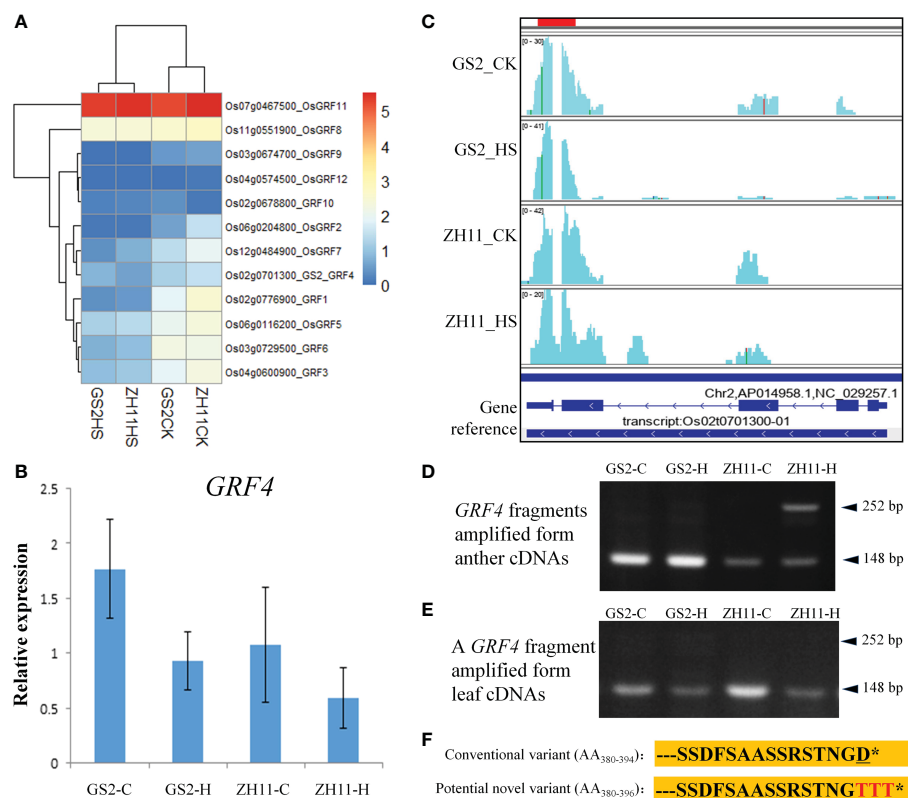 A
Os07g0467500_OsGRF11
Os11g0551900_OsGRF8
Os03g0674700_OsGRF9
Os04g0574500_OsGRF12
Os02g0678800_GRF10
Os06g0204800_OsGRF2
Os12g0484900_OsGRF7
Os02g0701300_GS2_GRF4
Os02g0776900_GRF1
Os06g0116200_OsGRF5
Os03g0729500_GRF6
Os04g0600900_GRF3
5
4
3
2
1
0
GS2HS
ZH11HS
GS2CK
ZH11CK
B
GRF4
Relative expression
2.5
2
1.5
1
0.5
0
GS2-C
GS2-H
ZH11-C
ZH11-H
C
GS2_CK
[0 - 30]
GS2_HS
[0 - 41]
ZH11_CK
[0 - 42]
ZH11_HS
[0 - 20]
Gene
reference
Chr2,AP014958.1,NC_029257.1
transcript:Os02t0701300-01
D
GS2-C GS2-H ZH11-C ZH11-H
GRF4 fragments
amplified form
anther cDNAs
252 bp
148 bp
E
GS2-C GS2-H ZH11-C ZH11-H
A GRF4 fragment
amplified form
leaf cDNAs
252 bp
148 bp
F
Conventional variant (AA380-394): ---SSDFSAASSRSTNGD*
Potential novel variant (AA380-396): ---SSDFSAASSRSTNGTTT*